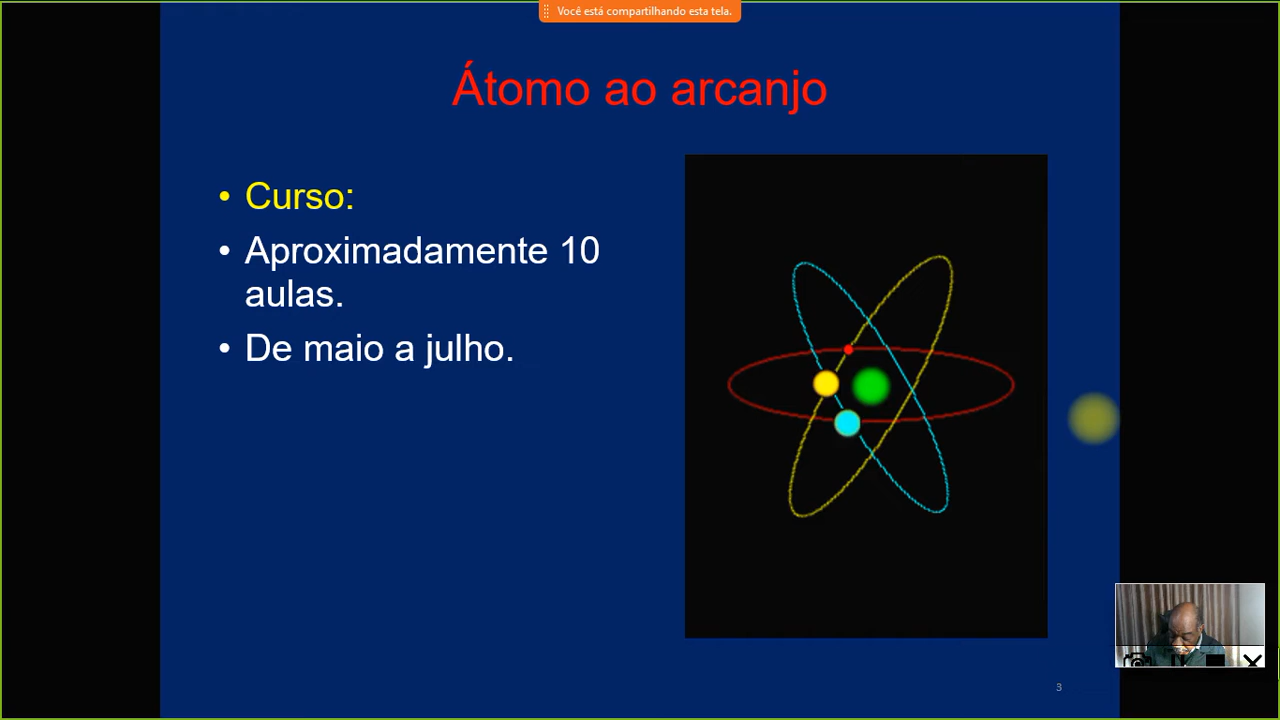 Você está compartilhando esta tela.
Átomo ao arcanjo
• Curso:
• Aproximadamente 10
aulas.
• De maio a julho.
3